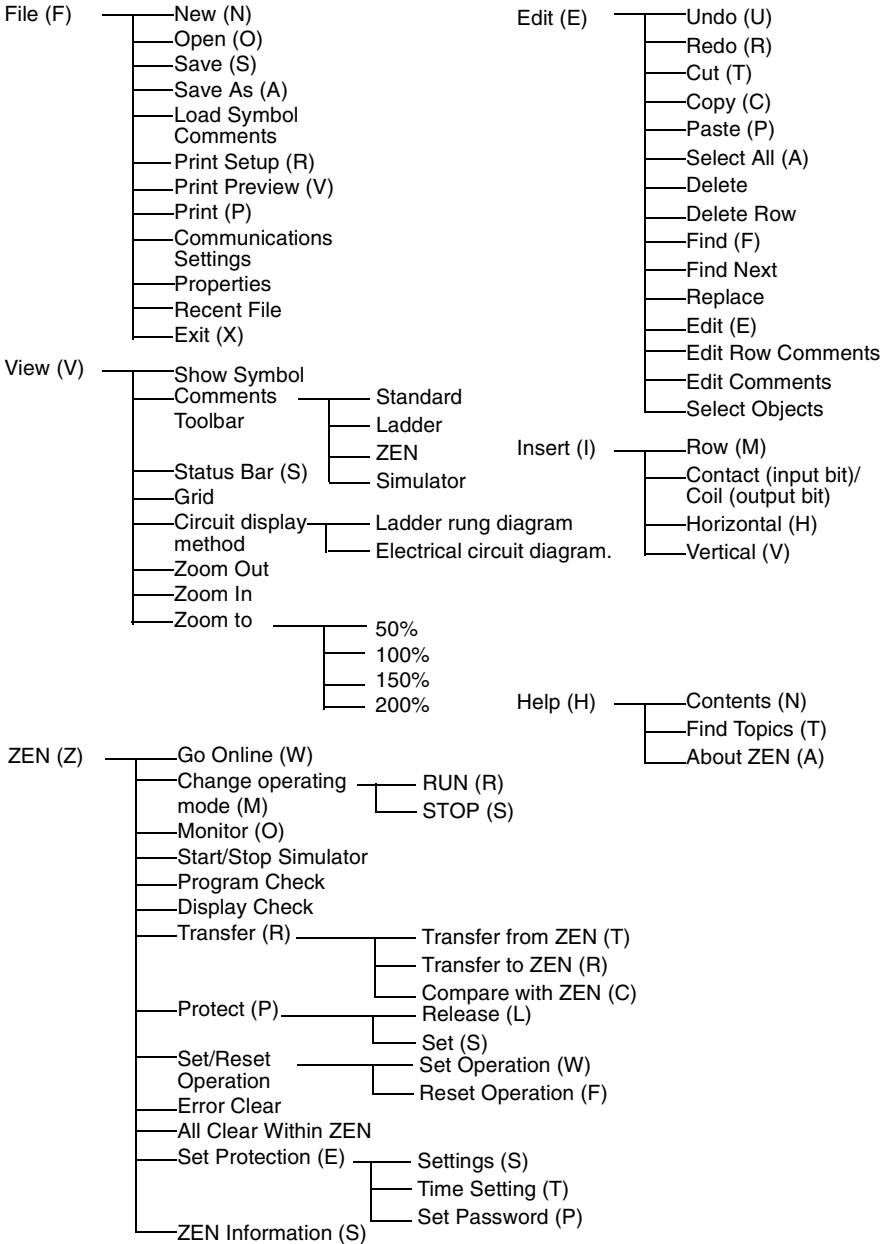 File (F)
New (N)
Open (O)
Save (S)
Save As (A)
Load Symbol
Comments
Print Setup (R)
Print Preview (V)
Print (P)
Communications
Settings
Properties
Recent File
Exit (X)
View (V)
Show Symbol
Comments
Toolbar
Standard
Ladder
ZEN
Simulator
Status Bar (S)
Grid
Circuit display
method
Ladder rung diagram
Electrical circuit diagram.
Zoom Out
Zoom In
Zoom to
50%
100%
150%
200%
Edit (E)
Undo (U)
Redo (R)
Cut (T)
Copy (C)
Paste (P)
Select All (A)
Delete
Delete Row
Find (F)
Find Next
Replace
Edit (E)
Edit Row Comments
Edit Comments
Select Objects
Insert (I)
Row (M)
Contact (input bit)/
Coil (output bit)
Horizontal (H)
Vertical (V)
Help (H)
Contents (N)
Find Topics (T)
About ZEN (A)
ZEN (Z)
Go Online (W)
Change operating
mode (M)
RUN (R)
STOP (S)
Monitor (O)
Start/Stop Simulator
Program Check
Display Check
Transfer (R)
Transfer from ZEN (T)
Transfer to ZEN (R)
Compare with ZEN (C)
Protect (P)
Release (L)
Set (S)
Set/Reset
Operation
Set Operation (W)
Reset Operation (F)
Error Clear
All Clear Within ZEN
Set Protection (E)
Settings (S)
Time Setting (T)
Set Password (P)
ZEN Information (S)